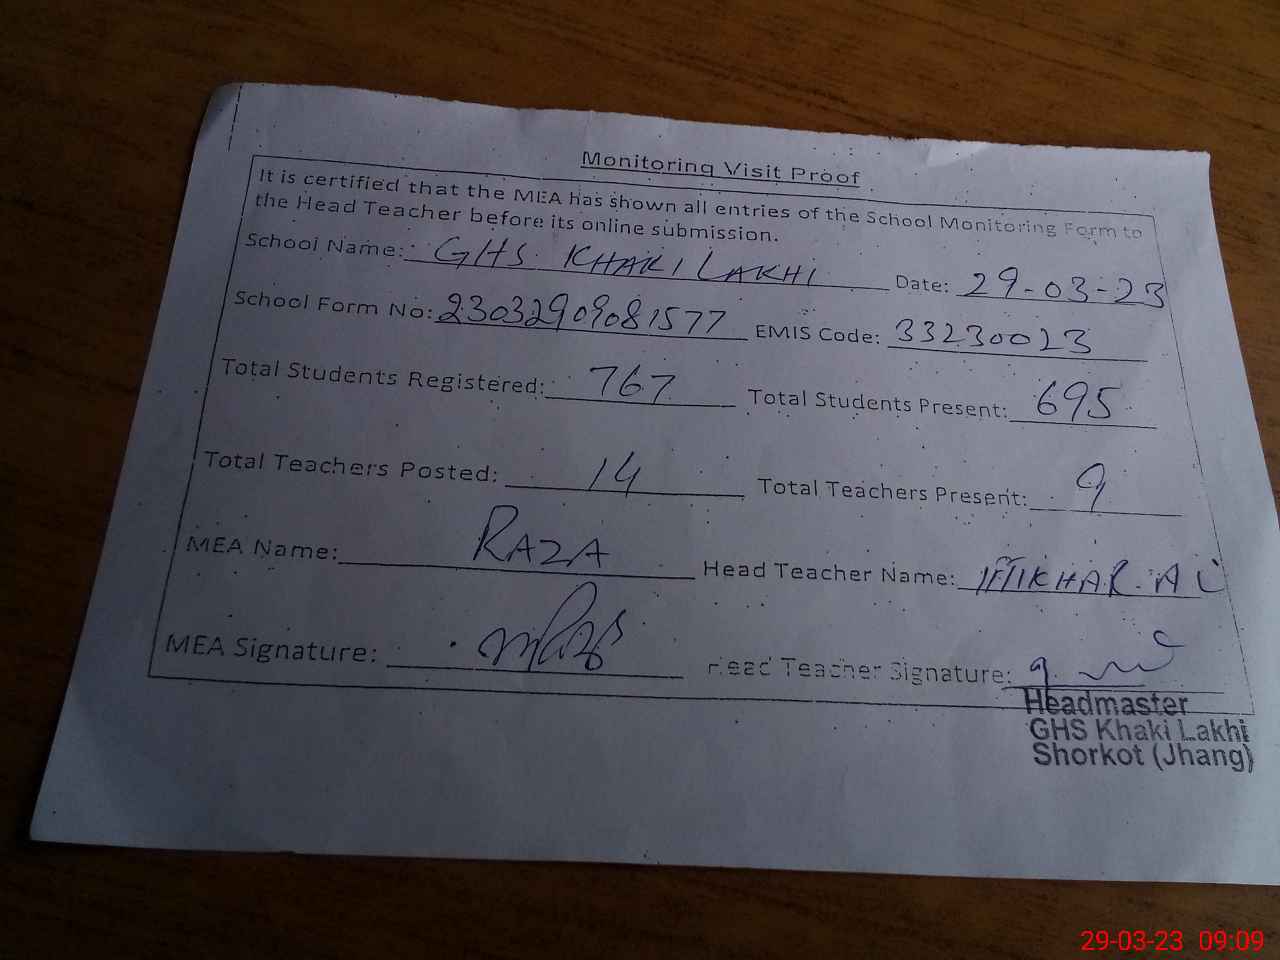 Monitoring Visit Proof
It is certified that the MEA has shown all entries of the School Monitoring Form to
the Head Teacher before its online submission.
School Name: GHS KHAKI LAKHI Date: 29-03-23
School Form No: 23032909081577 EMIS Code: 33230023
Total Students Registered: 767 Total Students Present: 695
Total Teachers Posted: 14 Total Teachers Present: 9
MEA Name: RAZA Head Teacher Name: IFTIKHAR ALI
MEA Signature: Head Teacher Signature:
Headmaster
GHS Khaki Lakhi
Shorkot (Jhang)
29-03-23 09:09